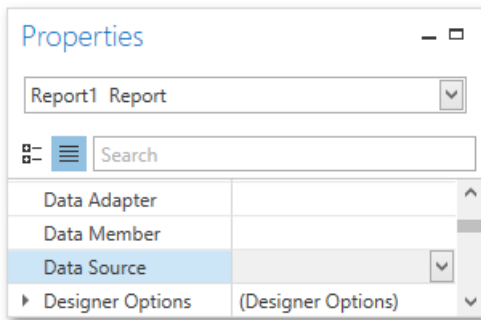 Properties
Report1 Report
Search
Data Adapter
Data Member
Data Source
Designer Options (Designer Options)